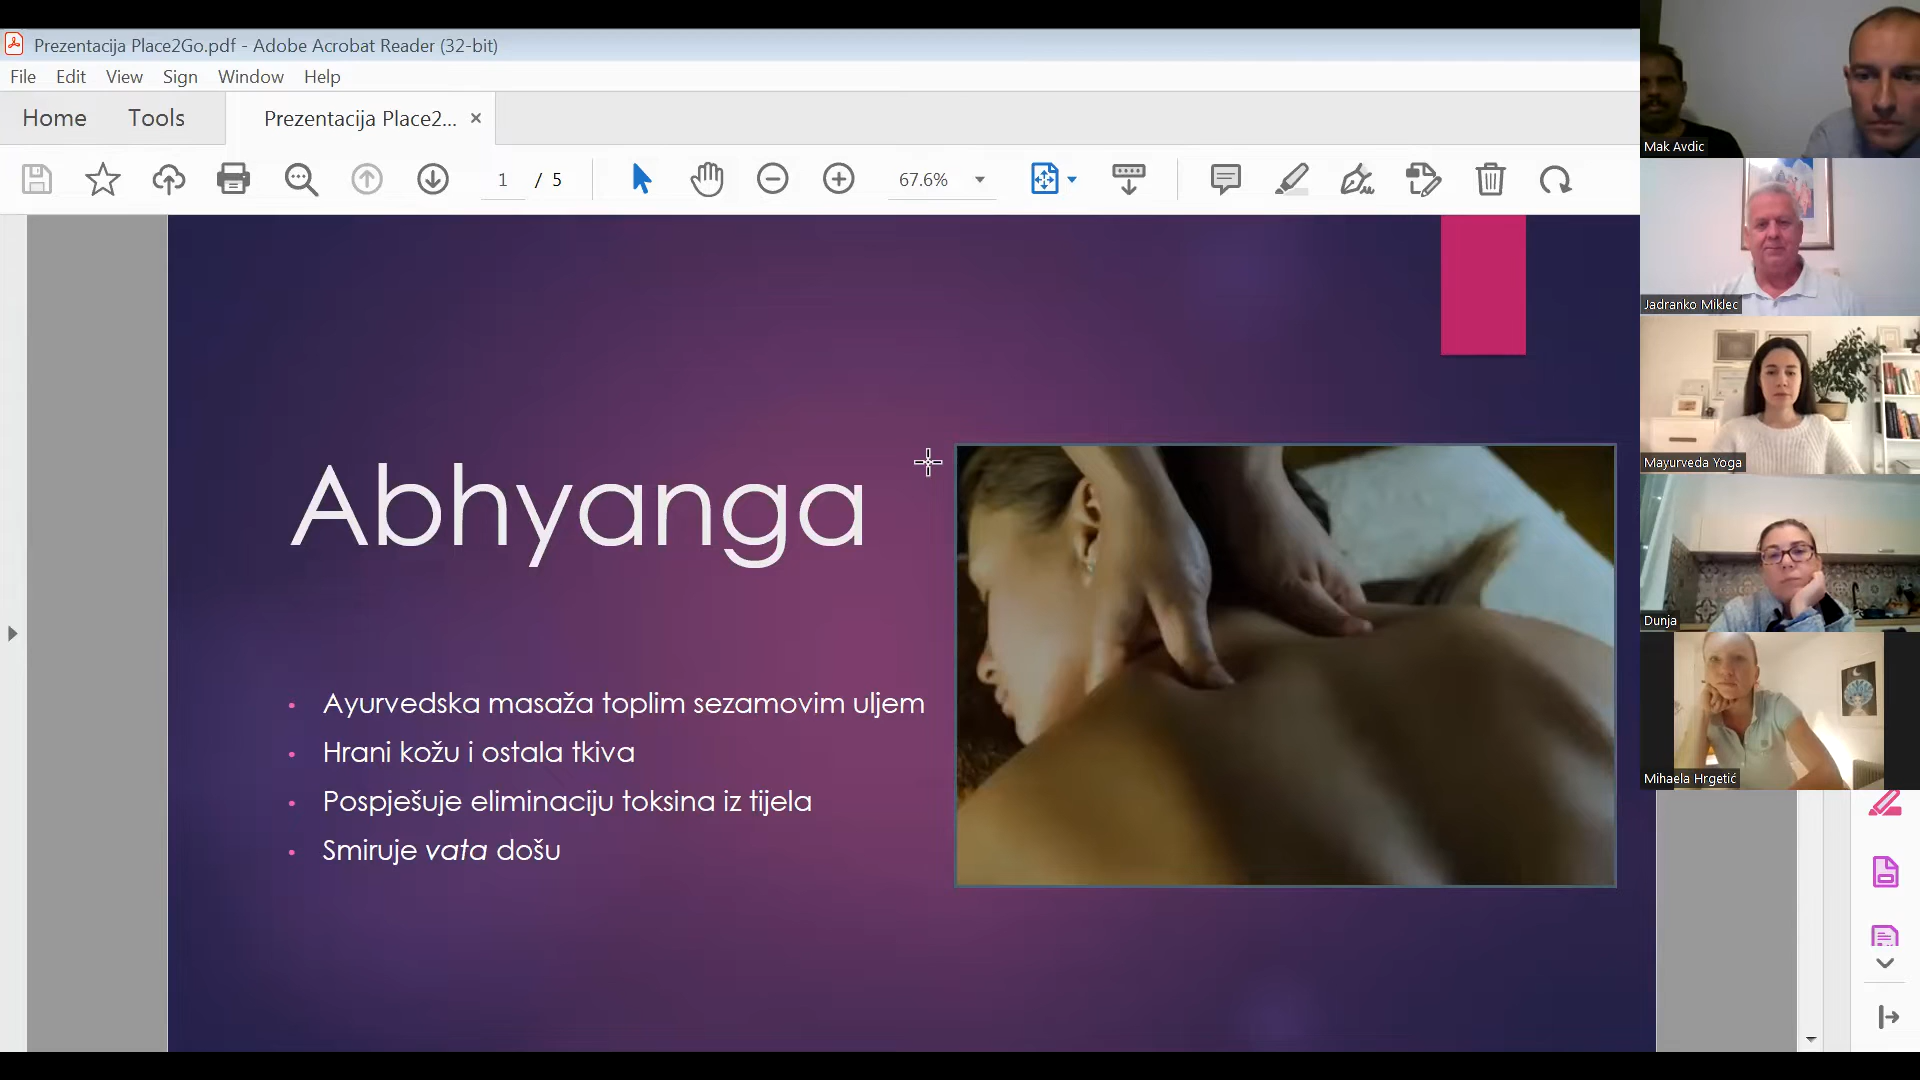 Prezentacija Place2Go.pdf - Adobe Acrobat Reader (32-bit)
File Edit View Sign Window Help
Home Tools Prezentacija Place2... ×
1 / 5 67.6%
Abhyanga
• Ayurvedska masaža toplim sezamovim uljem
• Hrani kožu i ostala tkiva
• Pospješuje eliminaciju toksina iz tijela
• Smiruje vata došu
Mak Avdic
Jadranko Miklec
Mayurveda Yoga
Dunja
Mihaela Hrgetić